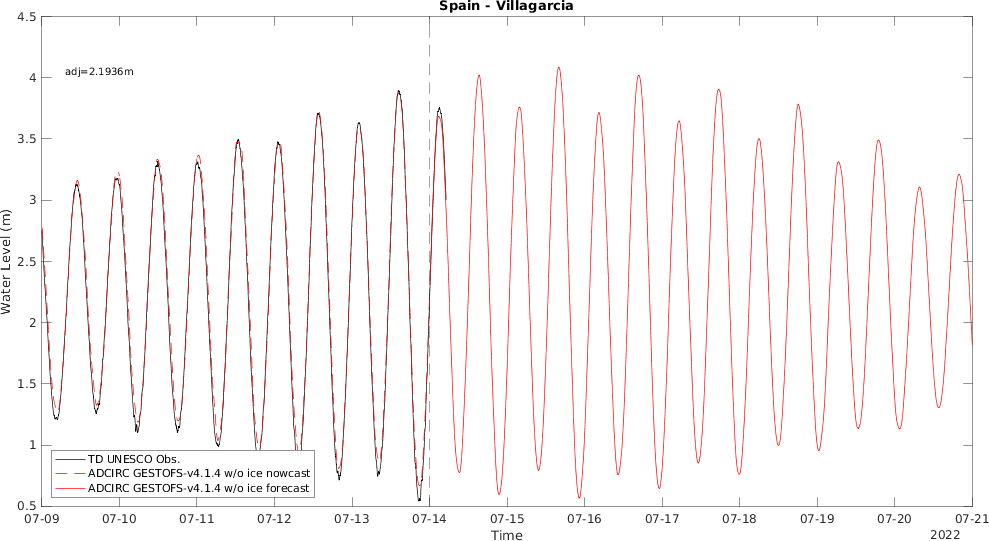 Spain - Villagarcia
adj=2.1936m
Water Level (m)
4.5
4
3.5
3
2.5
2
1.5
1
0.5
TD UNESCO Obs.
ADCIRC GESTOFS-v4.1.4 w/o ice nowcast
ADCIRC GESTOFS-v4.1.4 w/o ice forecast
07-09 07-10 07-11 07-12 07-13 07-14 07-15 07-16 07-17 07-18 07-19 07-20 07-21
Time
2022